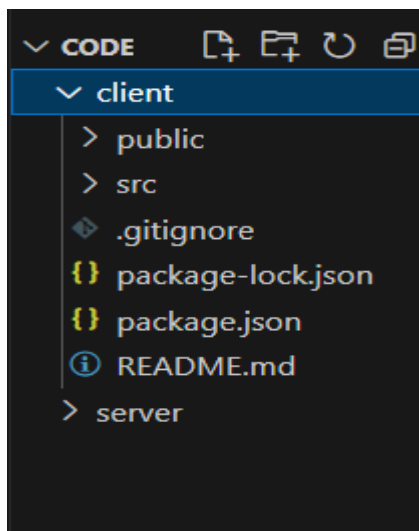 CODE
client
public
src
.gitignore
package-lock.json
package.json
README.md
server